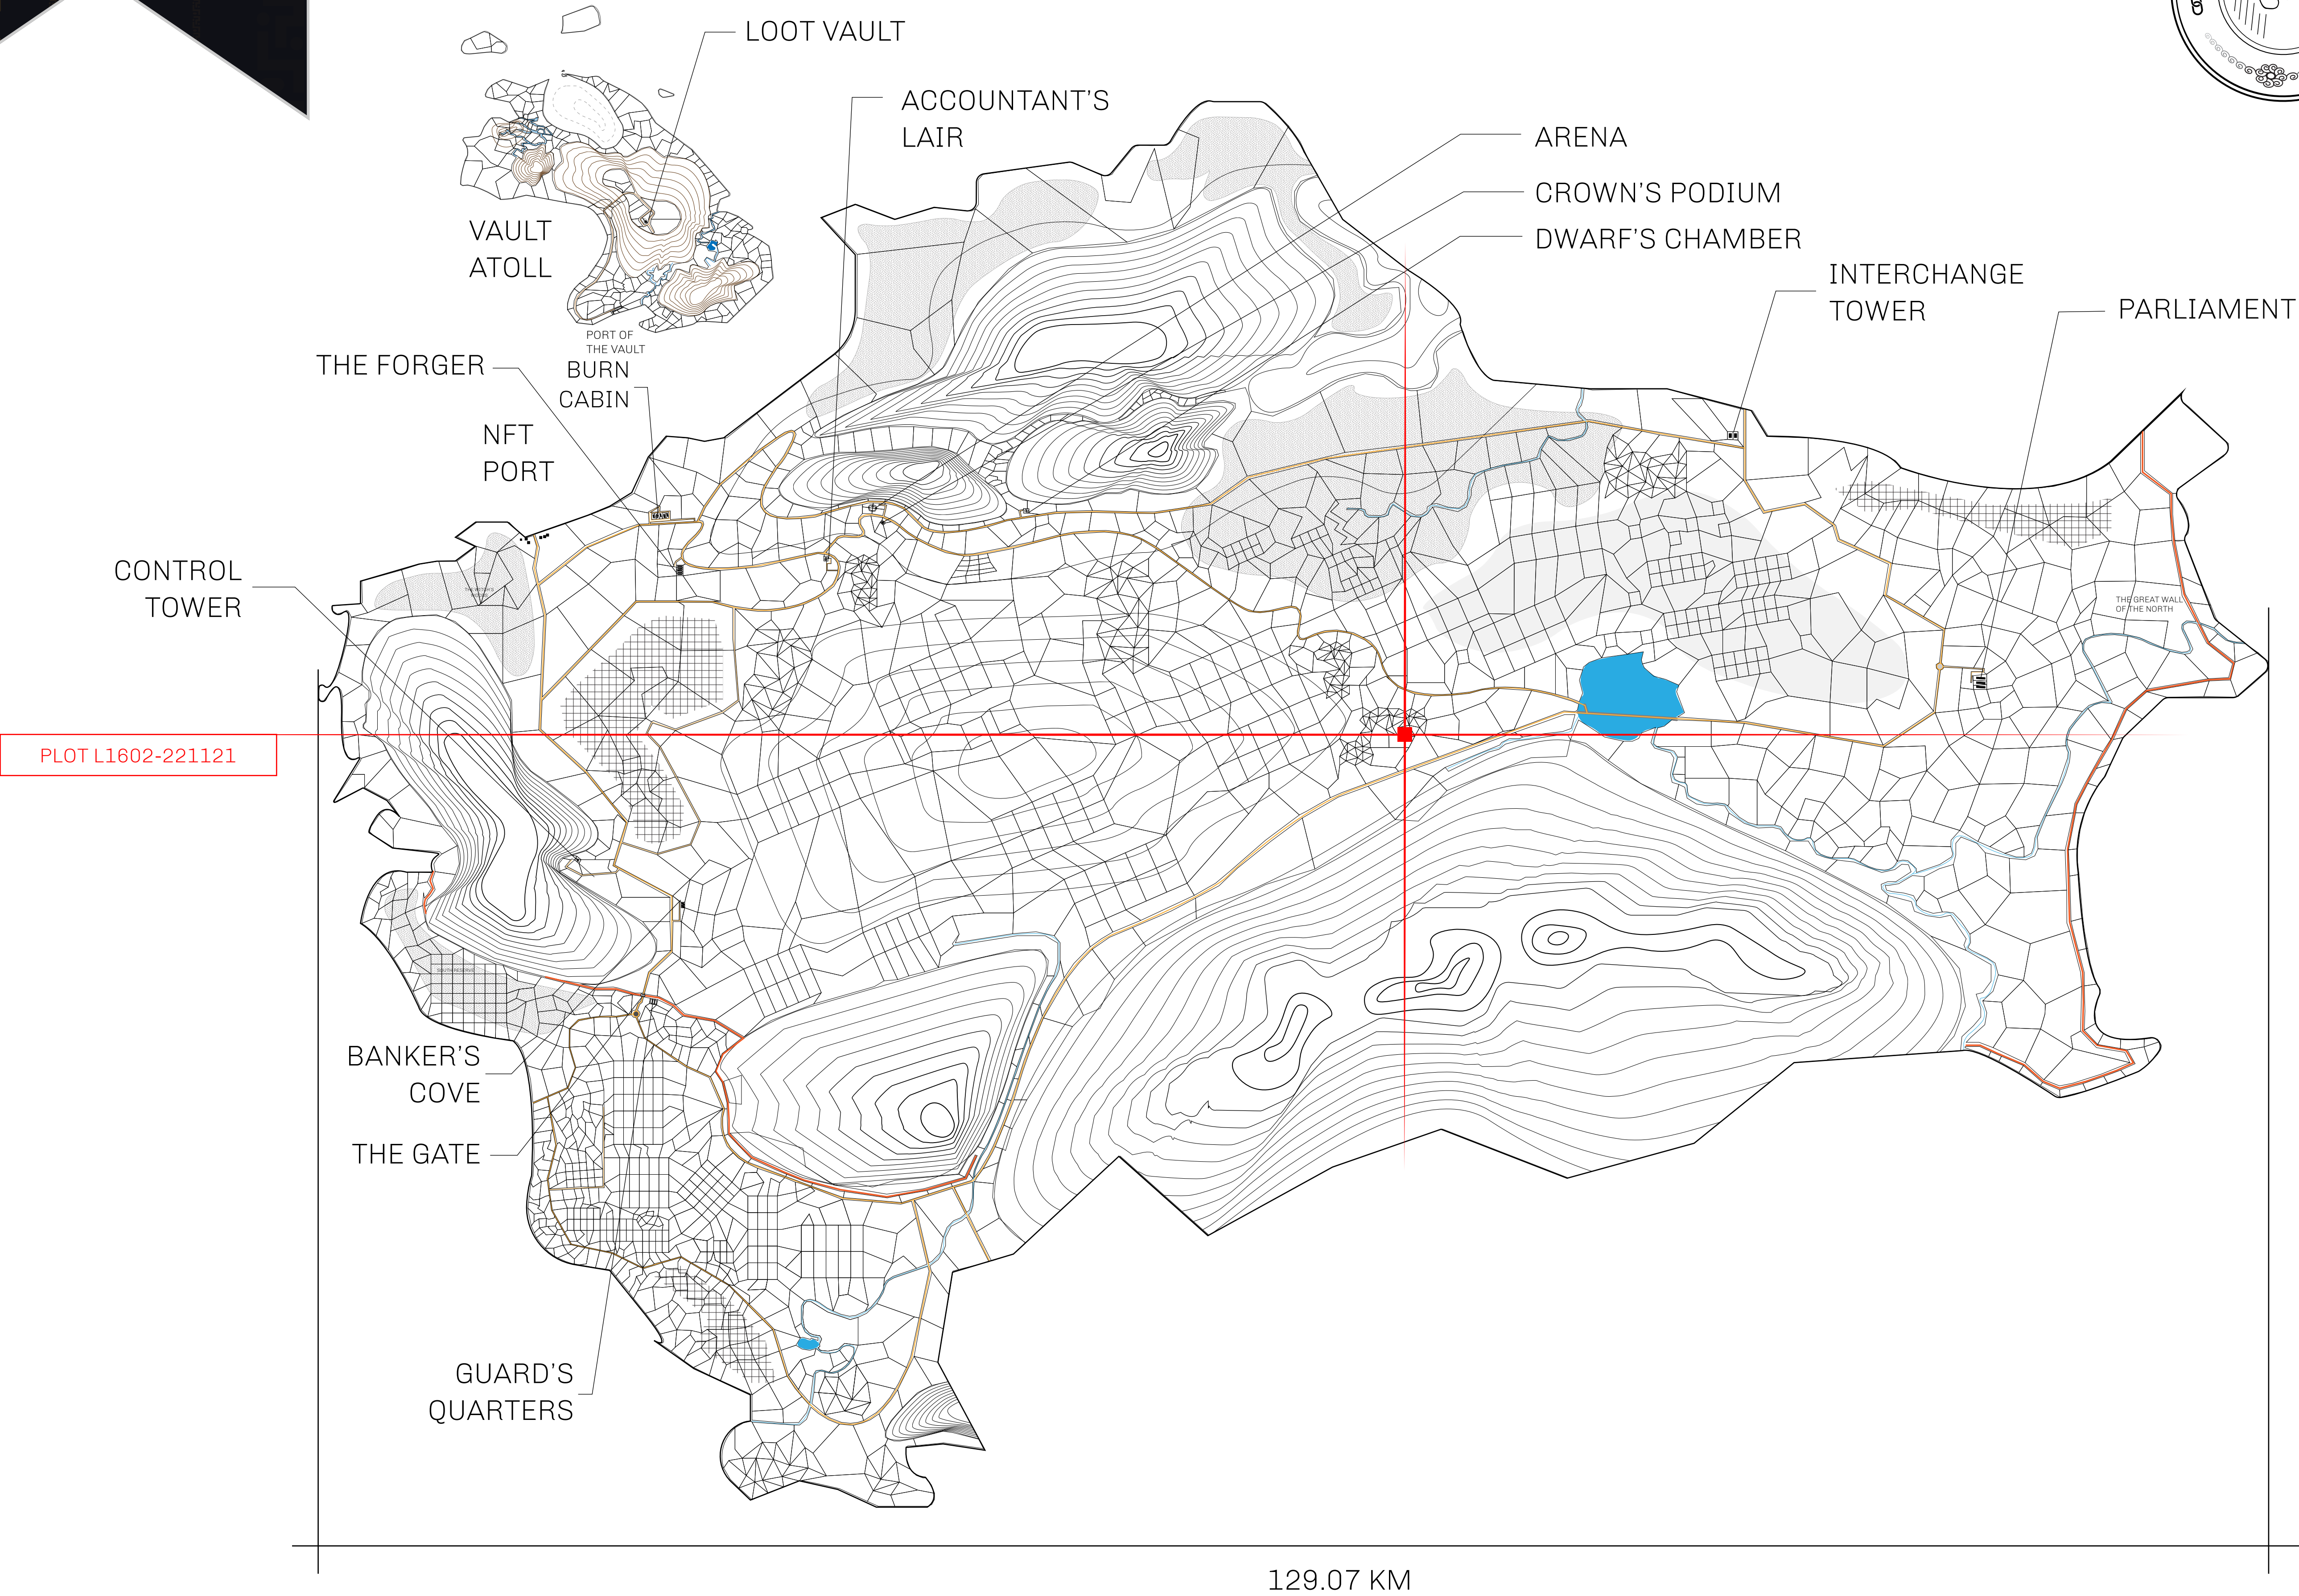 LOOT VAULT
ACCOUNTANT'S
LAIR
ARENA
CROWN'S PODIUM
DWARF'S CHAMBER
INTERCHANGE
TOWER
PARLIAMENT
VAULT
ATOLL
PORT OF
THE VAULT
THE FORGER
BURN
CABIN
NFT
PORT
CONTROL
TOWER
THE GREAT WALL
OF THE NORTH
PLOT L1602-221121
SOUTH RESERVE
BANKER'S
COVE
THE GATE
GUARD'S
QUARTERS
129.07 KM